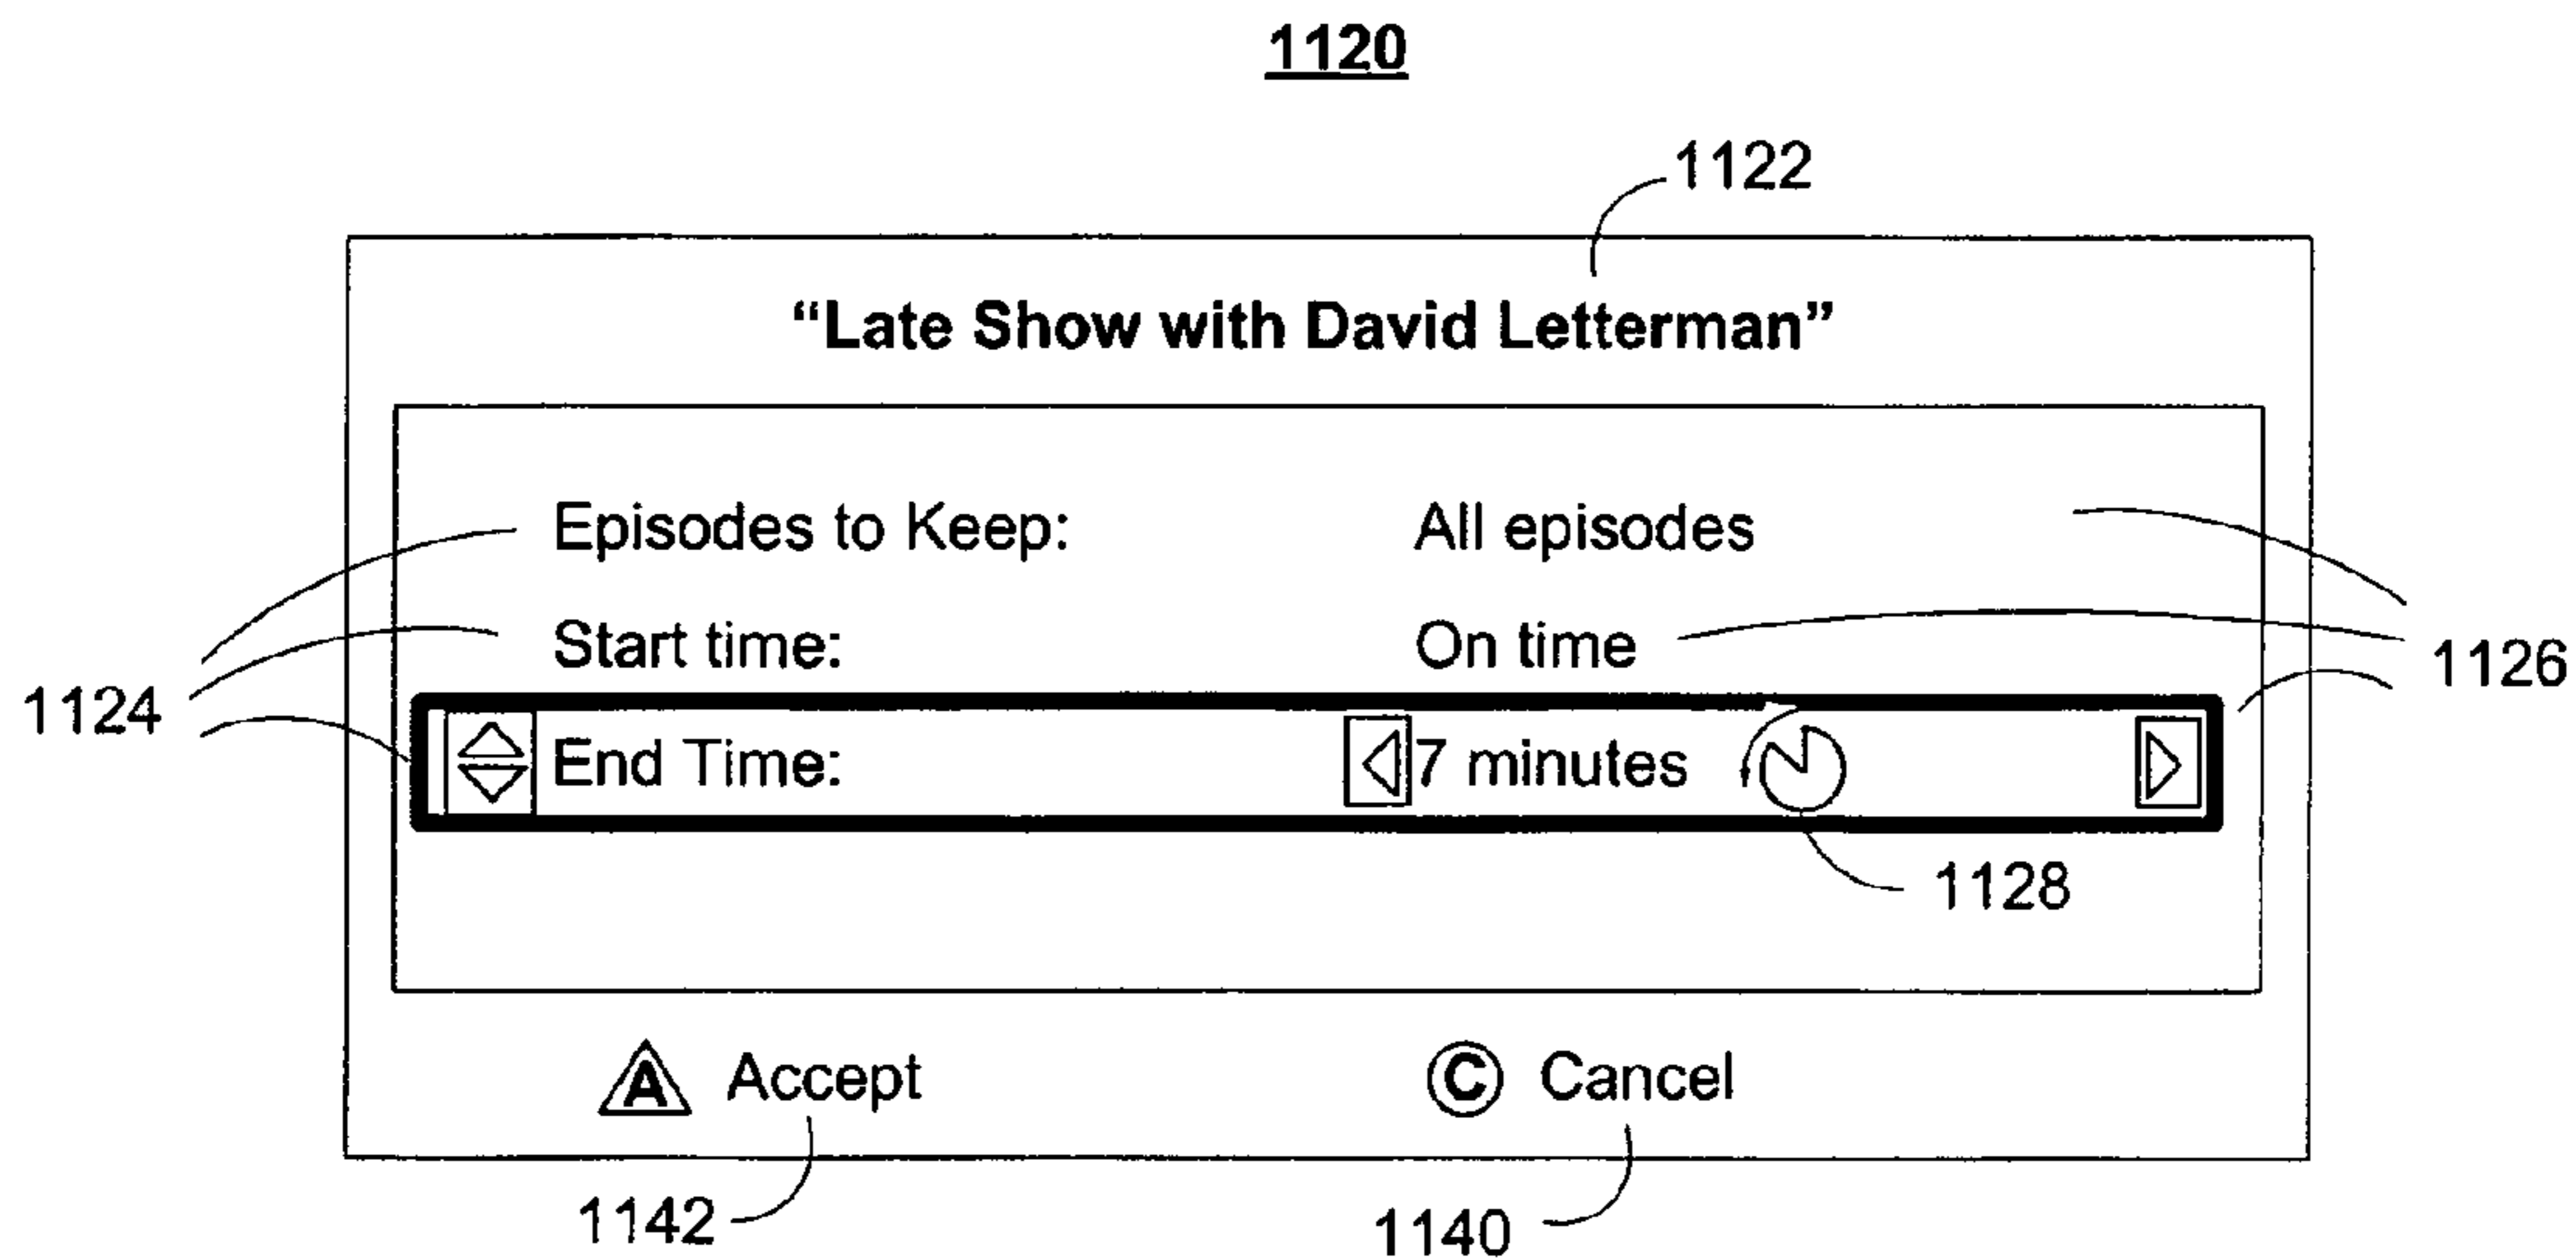 1120
1122
“Late Show with David Letterman”
Episodes to Keep: All episodes
Start time: On time
1124
1126
End Time: 7 minutes
1128
A Accept C Cancel
1142 1140